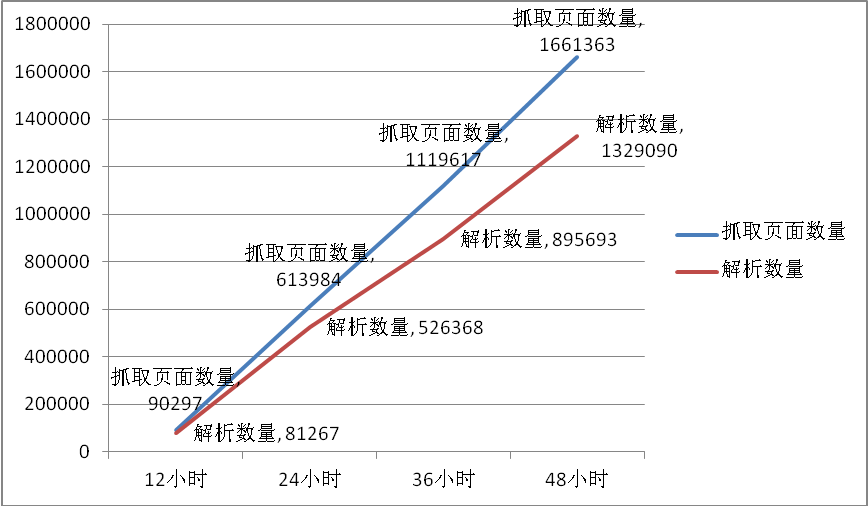 1800000
1600000
1400000
1200000
1000000
800000
600000
400000
200000
0
抓取页面数量,
1661363
抓取页面数量,
1119617
抓取页面数量,
613984
抓取页面数量,
90297
解析数量,
1329090
解析数量, 895693
解析数量, 526368
解析数量, 81267
12小时
24小时
36小时
48小时
抓取页面数量
解析数量